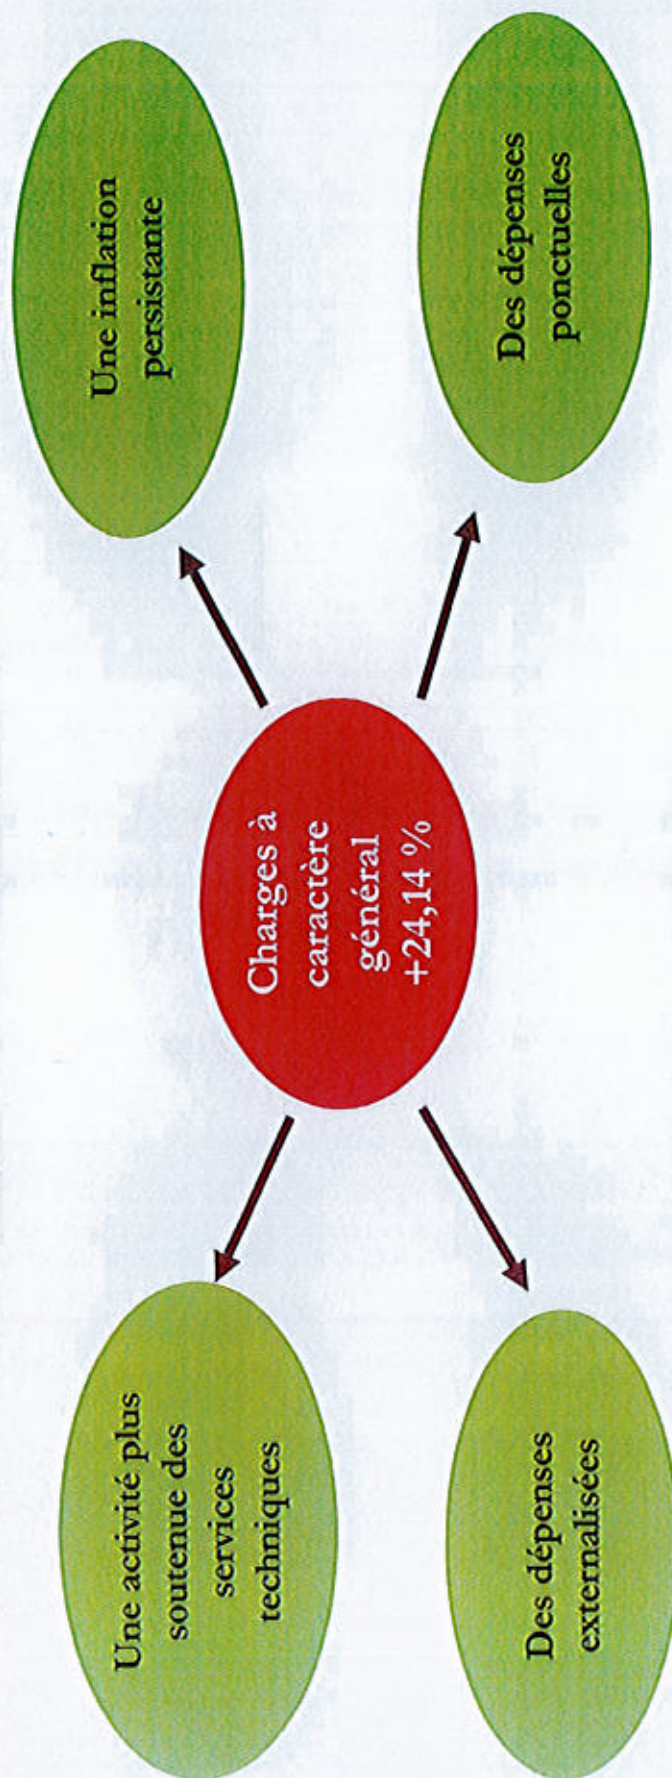 Une activité plus
soutenue des
services
techniques
Une inflation
persistante
Charges à
caractère
général
+24,14 %
Des dépenses
externalisées
Des dépenses
ponctuelles